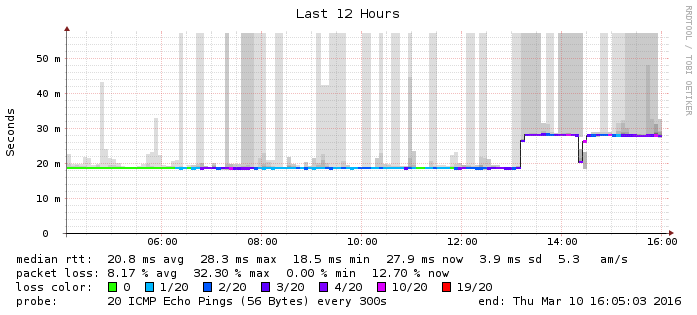 Last 12 Hours
RRDTOOL / TOBI OETIKER
Seconds
50 m
40 m
30 m
20 m
10 m
0
06:00 08:00 10:00 12:00 14:00 16:00
median rtt: 20.8 ms avg 28.3 ms max 18.5 ms min 27.9 ms now 3.9 ms sd 5.3 am/s
packet loss: 8.17 % avg 32.30 % max 0.00 % min 12.70 % now
loss color: 0 1/20 2/20 3/20 4/20 10/20 19/20
probe: 20 ICMP Echo Pings (56 Bytes) every 300s end: Thu Mar 10 16:05:03 2016